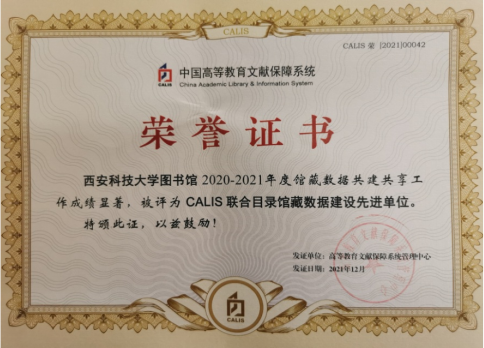 CALIS
CALIS 荣 [2021]00042
中国高等教育文献保障系统
China Academic Library & Information System
CALIS
荣誉证书
西安科技大学图书馆 2020-2021年度馆藏数据共建共享工
作成绩显著，被评为 CALIS 联合目录馆藏数据建设先进单位。
特颁此证，以兹鼓励！
发证单位：高等教育文献保障系统管理中心
发证日期：2021年12月
CALIS